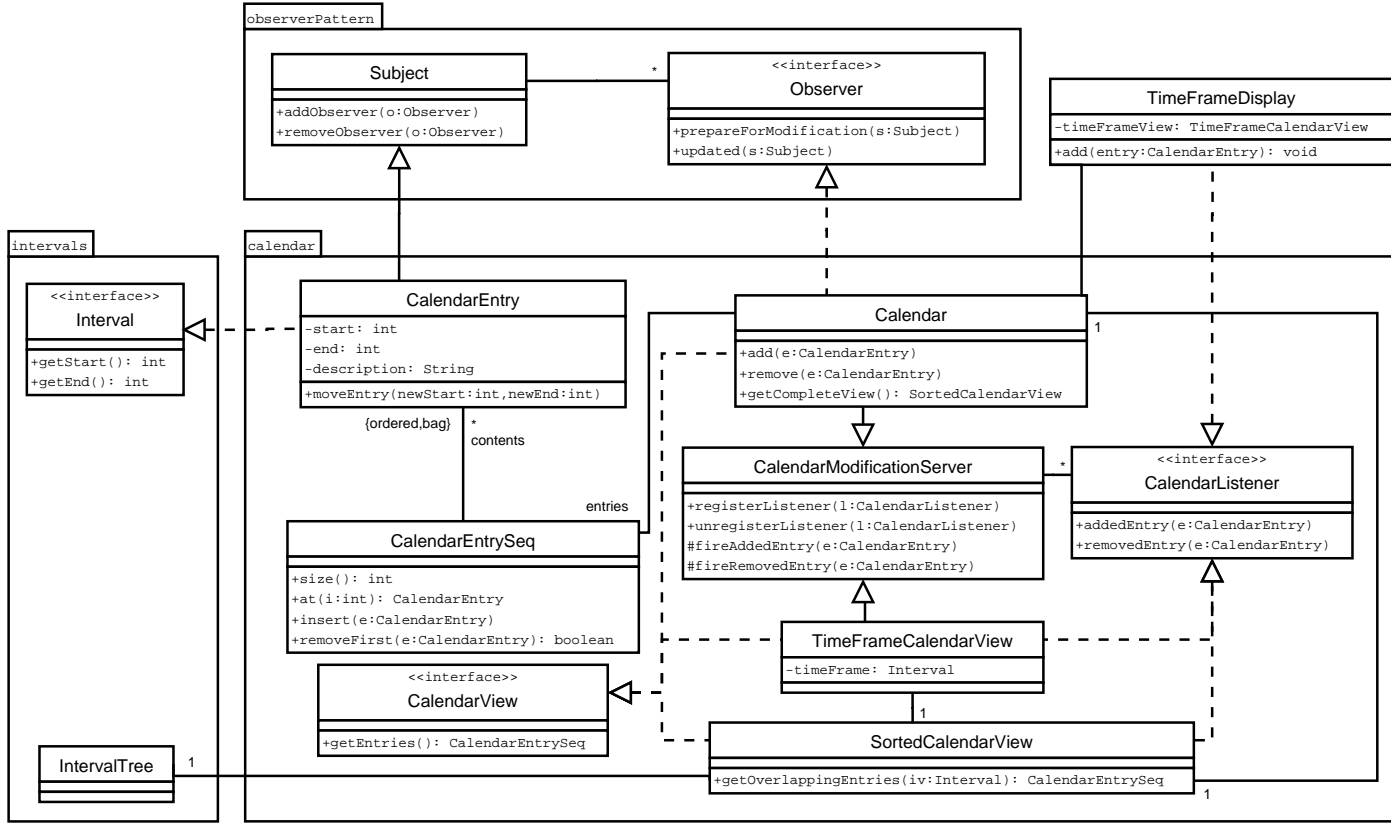 observerPattern
Subject
+addObserver(o:Observer)
+removeObserver(o:Observer)
*
<<interface>>
Observer
+prepareForModification(s:Subject)
+updated(s:Subject)
TimeFrameDisplay
-timeFrameView: TimeFrameCalendarView
+add(entry:CalendarEntry): void
intervals
<<interface>>
Interval
+getStart(): int
+getEnd(): int
calendar
CalendarEntry
-start: int
-end: int
-description: String
+moveEntry(newStart:int,newEnd:int)
{ordered,bag}
*
contents
Calendar
+add(e:CalendarEntry)
+remove(e:CalendarEntry)
+getCompleteView(): SortedCalendarView
1
entries
CalendarEntrySeq
+size(): int
+at(i:int): CalendarEntry
+insert(e:CalendarEntry)
+removeFirst(e:CalendarEntry): boolean
CalendarModificationServer
+registerListener(l:CalendarListener)
+unregisterListener(l:CalendarListener)
#fireAddedEntry(e:CalendarEntry)
#fireRemovedEntry(e:CalendarEntry)
*
<<interface>>
CalendarListener
+addedEntry(e:CalendarEntry)
+removedEntry(e:CalendarEntry)
TimeFrameCalendarView
-timeFrame: Interval
<<interface>>
CalendarView
+getEntries(): CalendarEntrySeq
1
SortedCalendarView
+getOverlappingEntries(iv:Interval): CalendarEntrySeq
1
IntervalTree
1